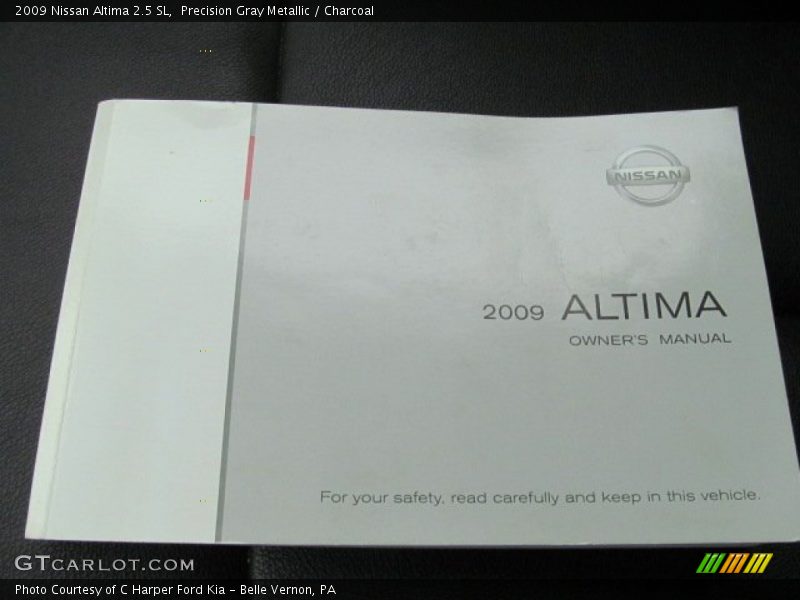 2009 Nissan Altima 2.5 SL,  Precision Gray Metallic / Charcoal
NISSAN
2009 ALTIMA
OWNER'S MANUAL
For your safety, read carefully and keep in this vehicle.
GTCARLOT.COM
Photo Courtesy of C Harper Ford Kia - Belle Vernon, PA